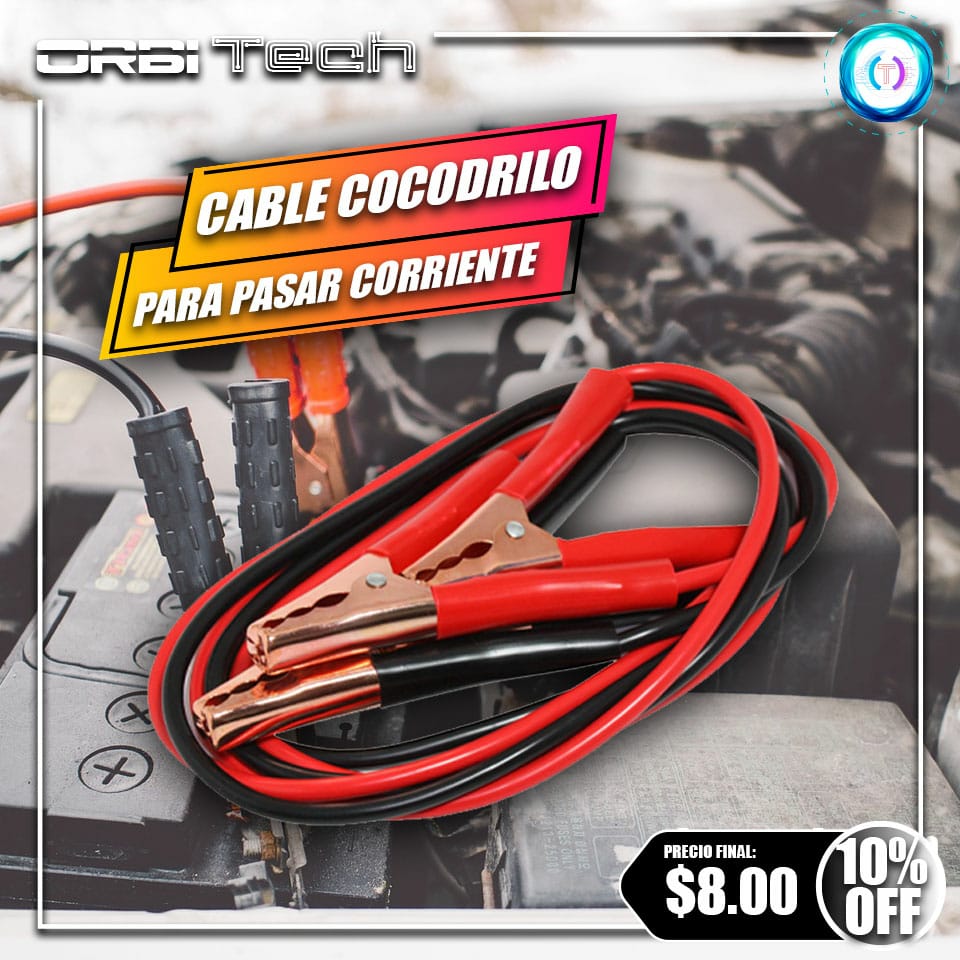 ORBI Tech
T
CABLE COCODRILO
PARA PASAR CORRIENTE
PRECIO FINAL:
$8.00
10%
OFF